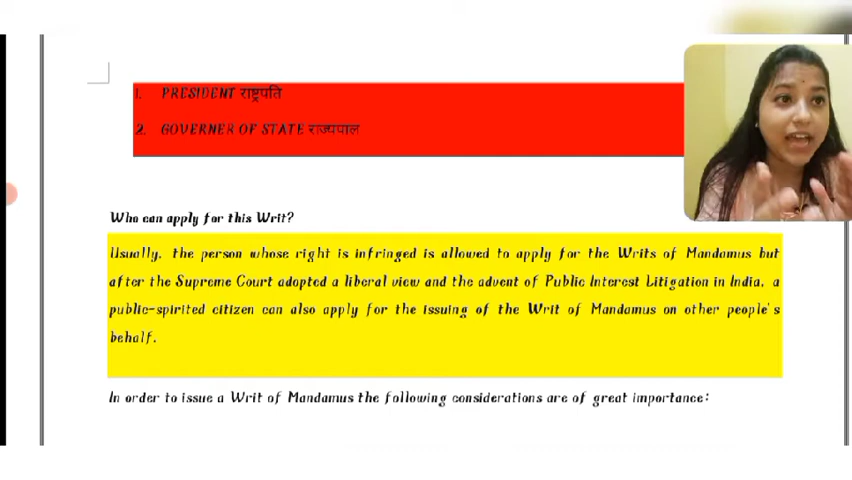 1. PRESIDENT राष्ट्रपति
2. GOVERNER OF STATE राज्यपाल
Who can apply for this Writ?
Usually, the person whose right is infringed is allowed to apply for the Writs of Mandamus but
after the Supreme Court adopted a liberal view and the advent of Public Interest Litigation in India, a
public-spirited citizen can also apply for the issuing of the Writ of Mandamus on other people's
behalf.
In order to issue a Writ of Mandamus the following considerations are of great importance: